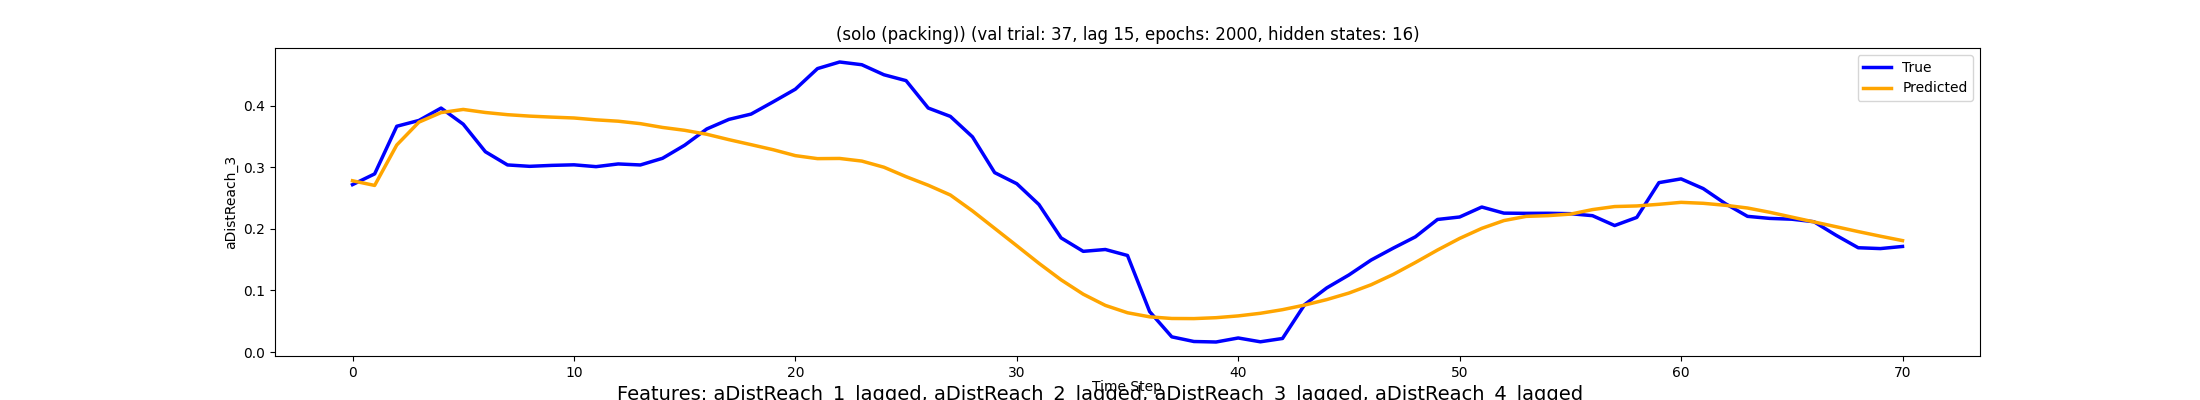 (solo (packing)) (val trial: 37, lag 15, epochs: 2000, hidden states: 16)
True
Predicted
aDistReach_3
0.4
0.3
0.2
0.1
0.0
0 10 20 30 40 50 60 70
Time Step
Features: aDistReach_1_lagged, aDistReach_2_lagged, aDistReach_3_lagged, aDistReach_4_lagged